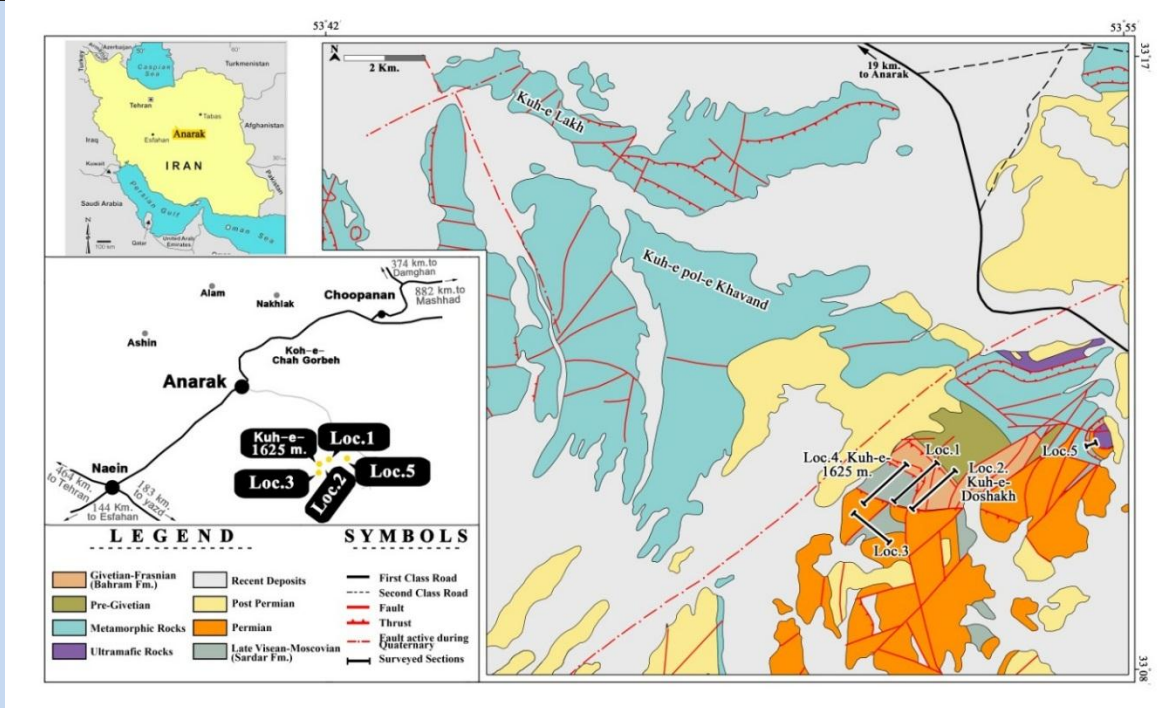 53°42'
53°55'
33°17'
33°08'
N
2 Km.
19 km.
to Anarak
Kuh-e Lakh
Kuh-e pol-e Khavand
Loc.4. Kuh-e-
1625 m.
Loc.1
Loc.2.
Kuh-e-
Doshakh
Loc.3
Loc.5
Turkey
Caspian
Sea
Turkmenistan
Tehran
Tabas
Anarak
Afghanistan
Esfahan
Iraq
IRAN
Kuwait
Pakistan
Persian Gulf
Saudi Arabia
N
100 km
Qatar
United Arab
Emirates
Oman Sea
374 km.to
Damghan
882 km.to
Mashhad
Alam
Nakhlak
Choopanan
Ashin
Koh-e-
Chah Gorbeh
Anarak
Kuh-e-
1625 m.
Loc.1
Loc.3
Loc.2
Loc.5
Naein
464 km.
to Tehran
183 km.
to yazd
144 Km.
to Esfahan
LEGEND
SYMBOLS
Givetian-Frasnian
(Bahram Fm.)
Pre-Givetian
Metamorphic Rocks
Ultramafic Rocks
Recent Deposits
Post Permian
Permian
Late Visean-Moscovian
(Sardar Fm.)
First Class Road
Second Class Road
Fault
Thrust
Fault active during
Quaternary
Surveyed Sections